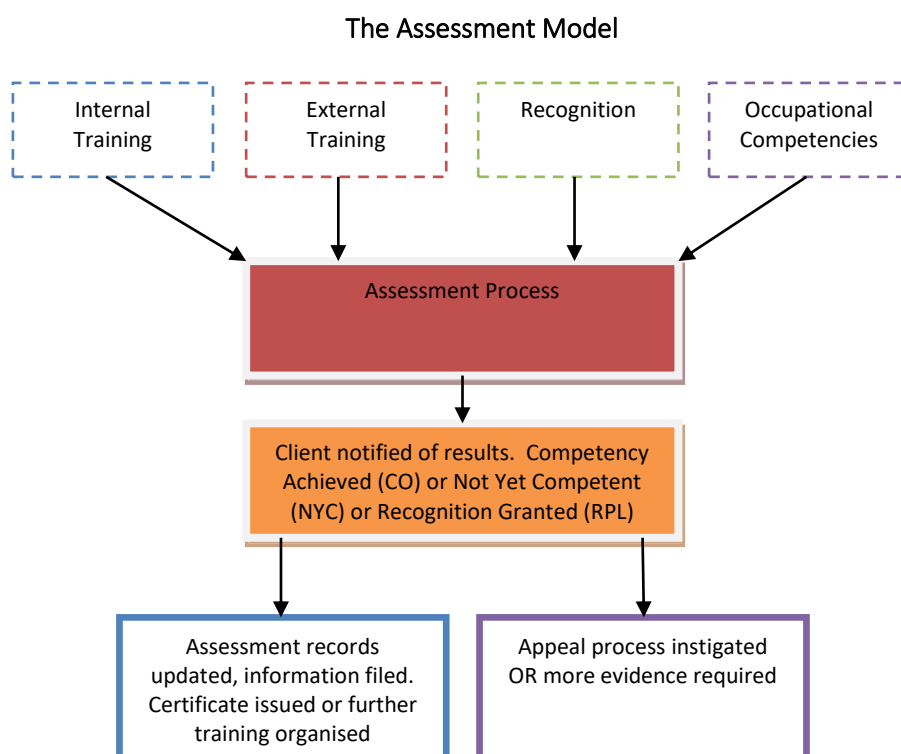 The Assessment Model
Internal
Training
External
Training
Recognition
Occupational
Competencies
Assessment Process
Client notified of results.  Competency
Achieved (CO) or Not Yet Competent
(NYC) or Recognition Granted (RPL)
Assessment records
updated, information filed.
Certificate issued or further
training organised
Appeal process instigated
OR more evidence required